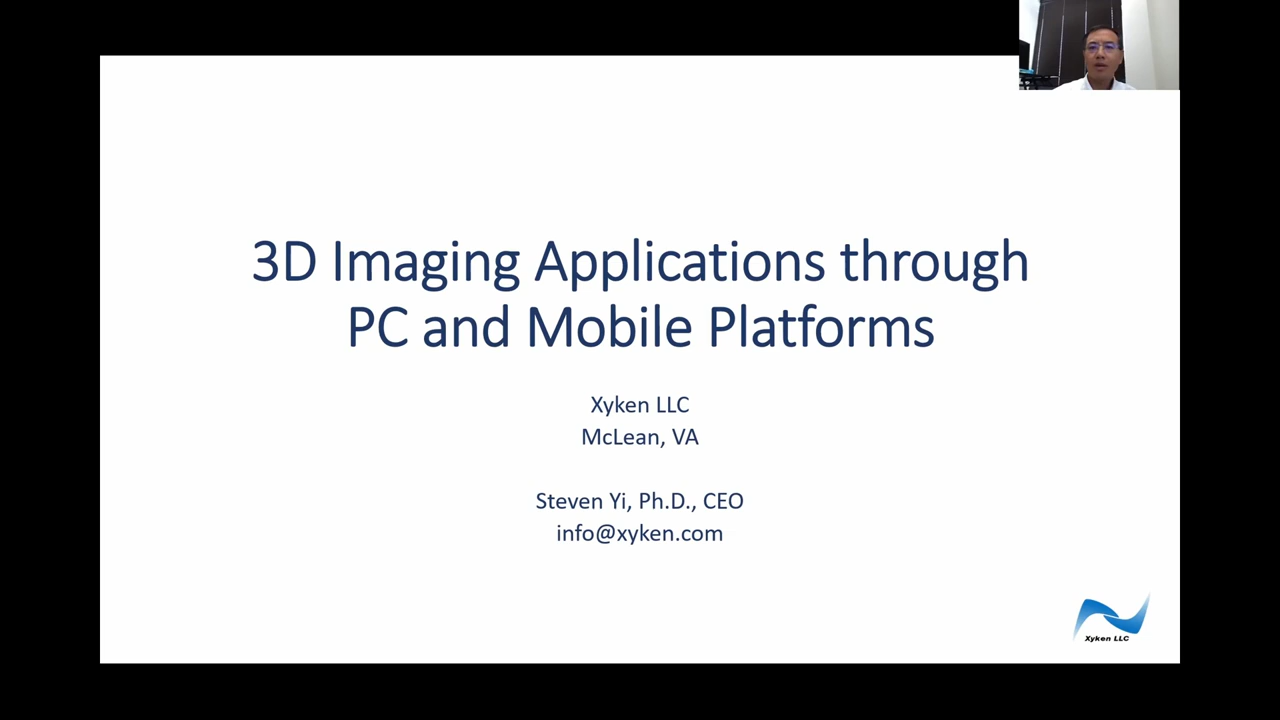 3D Imaging Applications through
PC and Mobile Platforms
Xyken LLC
McLean, VA
Steven Yi, Ph.D., CEO
info@xyken.com
Xyken LLC